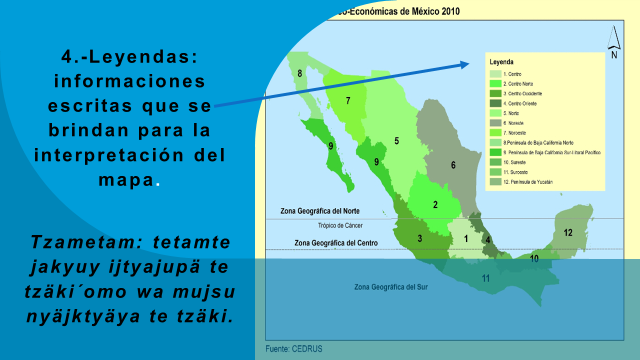 4.-Leyendas:
informaciones
escritas que se
brindan para la
interpretación del
mapa.
Tzametam: tetamte
jakyuy ijtyajupä te
tzäki´omo wa mujsu
nyäjktyäya te tzäki.
o-Económicas de México 2010
N
Leyenda
1. Centro
2. Centro Norte
3. Centro Occidente
4. Centro Oriente
5. Norte
6. Noreste
7. Noroeste
8. Península de Baja California Norte
9. Península de Baja California Sur-Litoral Pacífico
10. Sureste
11. Suroeste
12. Península de Yucatán
8
7
9
9
5
6
2
Zona Geográfica del Norte
Trópico de Cáncer
Zona Geográfica del Centro
3
1
4
12
10
11
Zona Geográfica del Sur
Fuente: CEDRUS